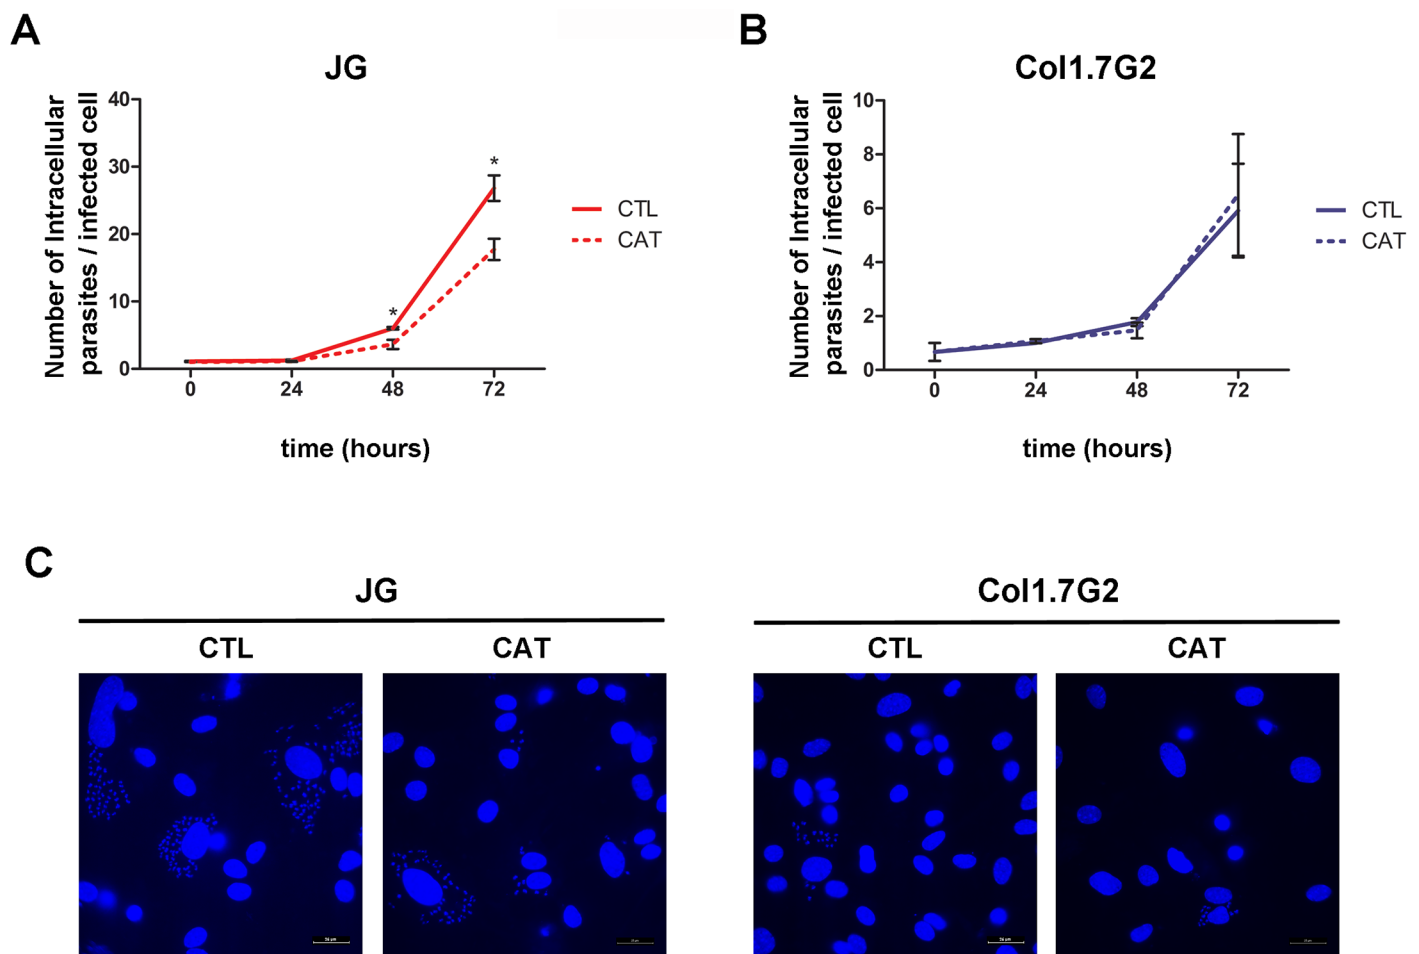 A
JG
Number of Intracellular
parasites / infected cell
40
30
20
10
0
*
*
0 24 48 72
time (hours)
CTL
CAT
B
Col1.7G2
Number of Intracellular
parasites / infected cell
10
8
6
4
2
0
0 24 48 72
time (hours)
CTL
CAT
C
JG
CTL CAT
Col1.7G2
CTL CAT